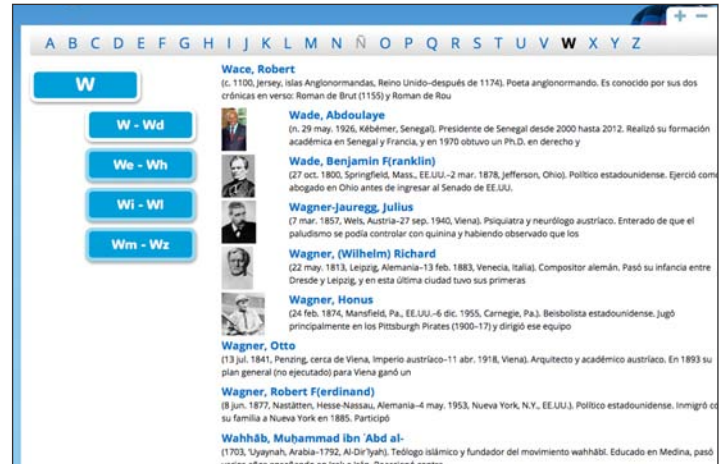 A B C D E F G H I J K L M N Ñ O P Q R S T U V W X Y Z
W
W - Wd
We - Wh
Wi - Wl
Wm - Wz
Wace, Robert
(c. 1100, Jersey, islas Anglonormandas, Reino Unido–después de 1174). Poeta anglonormando. Es conocido por sus dos
crónicas en verso: Roman de Brut (1155) y Roman de Rou
Wade, Abdoulaye
(n. 29 may. 1926, Kébémer, Senegal). Presidente de Senegal desde 2000 hasta 2012. Realizó su formación
académica en Senegal y Francia, y en 1970 obtuvo un Ph.D. en derecho y
Wade, Benjamin F(ranklin)
(27 oct. 1800, Springfield, Mass., EE.UU.–2 mar. 1878, Jefferson, Ohio). Político estadounidense. Ejerció como
abogado en Ohio antes de ingresar al Senado de EE.UU.
Wagner-Jauregg, Julius
(7 mar. 1857, Wels, Austria–27 sep. 1940, Viena). Psiquiatra y neurólogo austríaco. Enterado de que el
paludismo se podía controlar con quinina y habiendo observado que los
Wagner, (Wilhelm) Richard
(22 may. 1813, Leipzig, Alemania–13 feb. 1883, Venecia, Italia). Compositor alemán. Pasó su infancia entre
Dresde y Leipzig, y en esta última ciudad tuvo sus primeras
Wagner, Honus
(24 feb. 1874, Mansfield, Pa., EE.UU.–6 dic. 1955, Carnegie, Pa.). Beisbolista estadounidense. Jugó
principalmente en los Pittsburgh Pirates (1900–17) y dirigió ese equipo
Wagner, Otto
(13 jul. 1841, Penzing, cerca de Viena, Imperio austríaco–11 abr. 1918, Viena). Arquitecto y académico austríaco. En 1893 su
plan general (no ejecutado) para Viena ganó un
Wagner, Robert F(erdinand)
(8 jun. 1877, Nastätten, Hesse-Nassau, Alemania–4 may. 1953, Nueva York, N.Y., EE.UU.). Político estadounidense. Inmigró co
su familia a Nueva York en 1885. Participó
Wahhāb, Muḥammad ibn ʿAbd al-
(1703, ʿUyaynah, Arabia–1792, Al-Dirʿiyah). Teólogo islámico y fundador del movimiento wahhābī. Educado en Medina, pasó